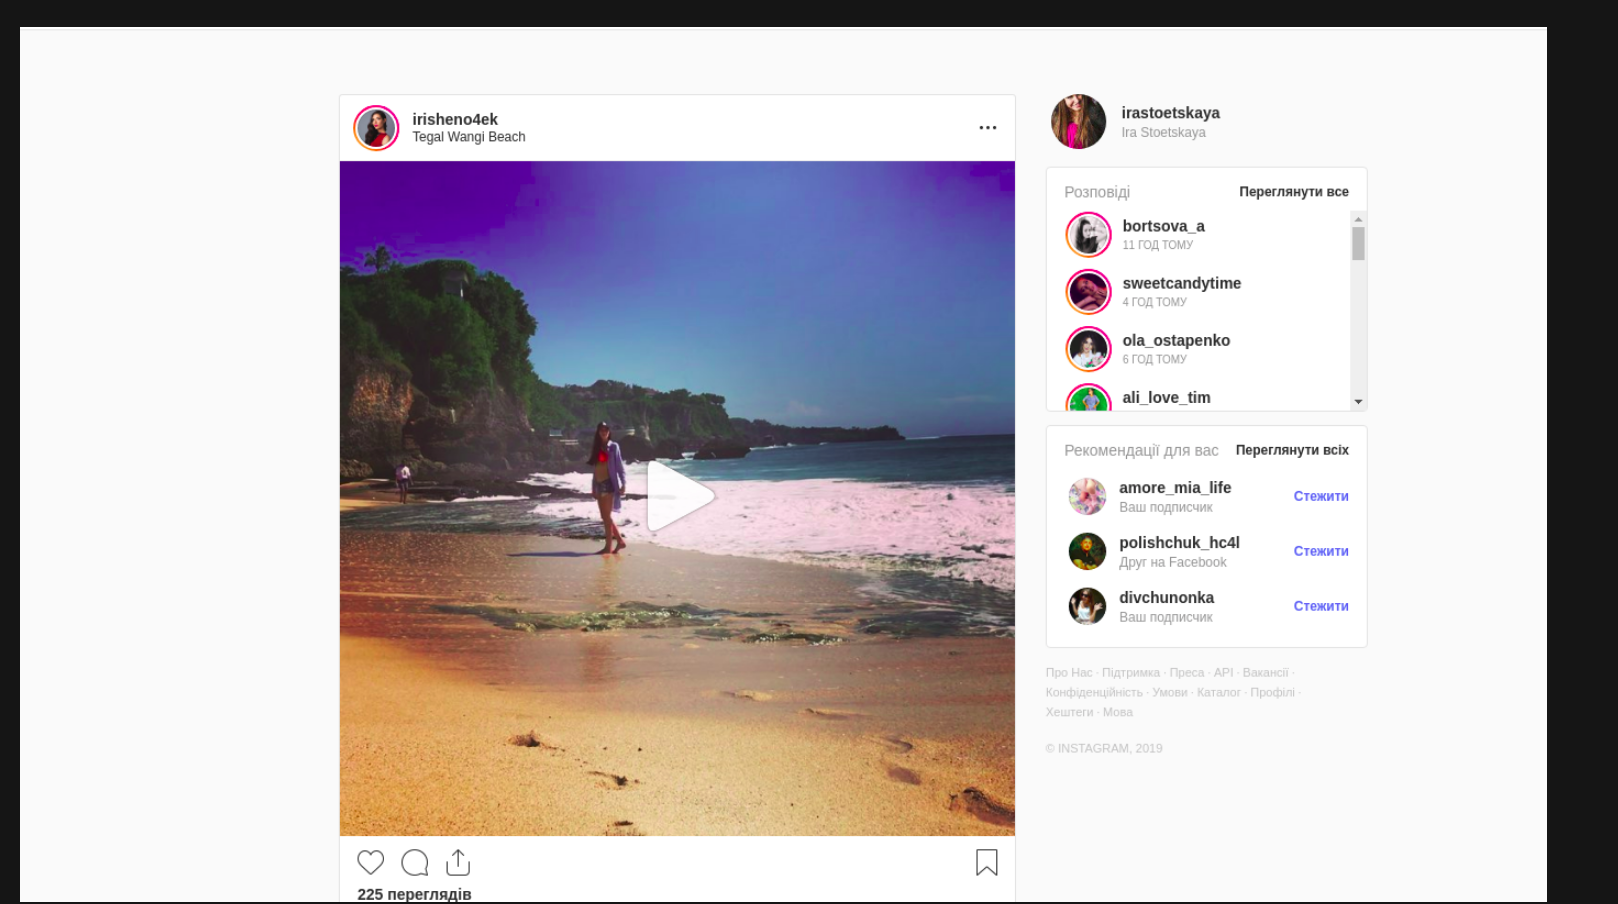 irisheno4ek
Tegal Wangi Beach
225 переглядів
irastoetskaya
Ira Stoetskaya
Розповіді Переглянути все
bortsova_a
11 ГОД ТОМУ
sweetcandytime
4 ГОД ТОМУ
ola_ostapenko
6 ГОД ТОМУ
ali_love_tim
Рекомендації для вас Переглянути всіх
amore_mia_life
Ваш подписчик
Стежити
polishchuk_hc4l
Друг на Facebook
Стежити
divchunonka
Ваш подписчик
Стежити
Про Нас · Підтримка · Преса · API · Вакансії ·
Конфіденційність · Умови · Каталог · Профілі ·
Хештеги · Мова
© INSTAGRAM, 2019